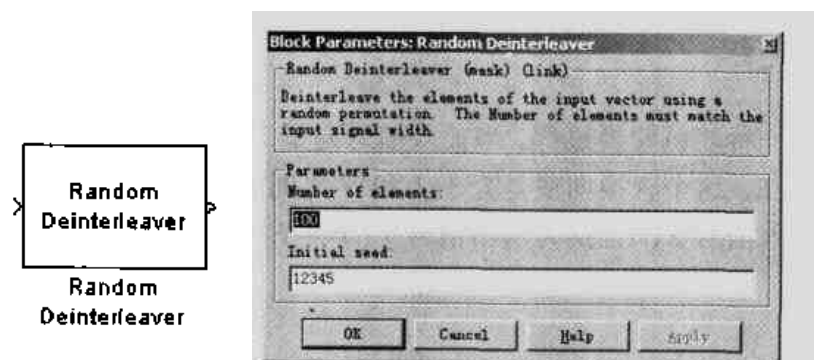 Random
Deinterleaver
Random
Deinterleaver
Block Parameters: Random Deinterleaver
Random Deinterleaver (mask) (link)
Deinterleave the elements of the input vector using a
random permutation. The Number of elements must match the
input signal width.
Parameters
Number of elements:
100
Initial seed:
12345
OK
Cancel
Help
Apply